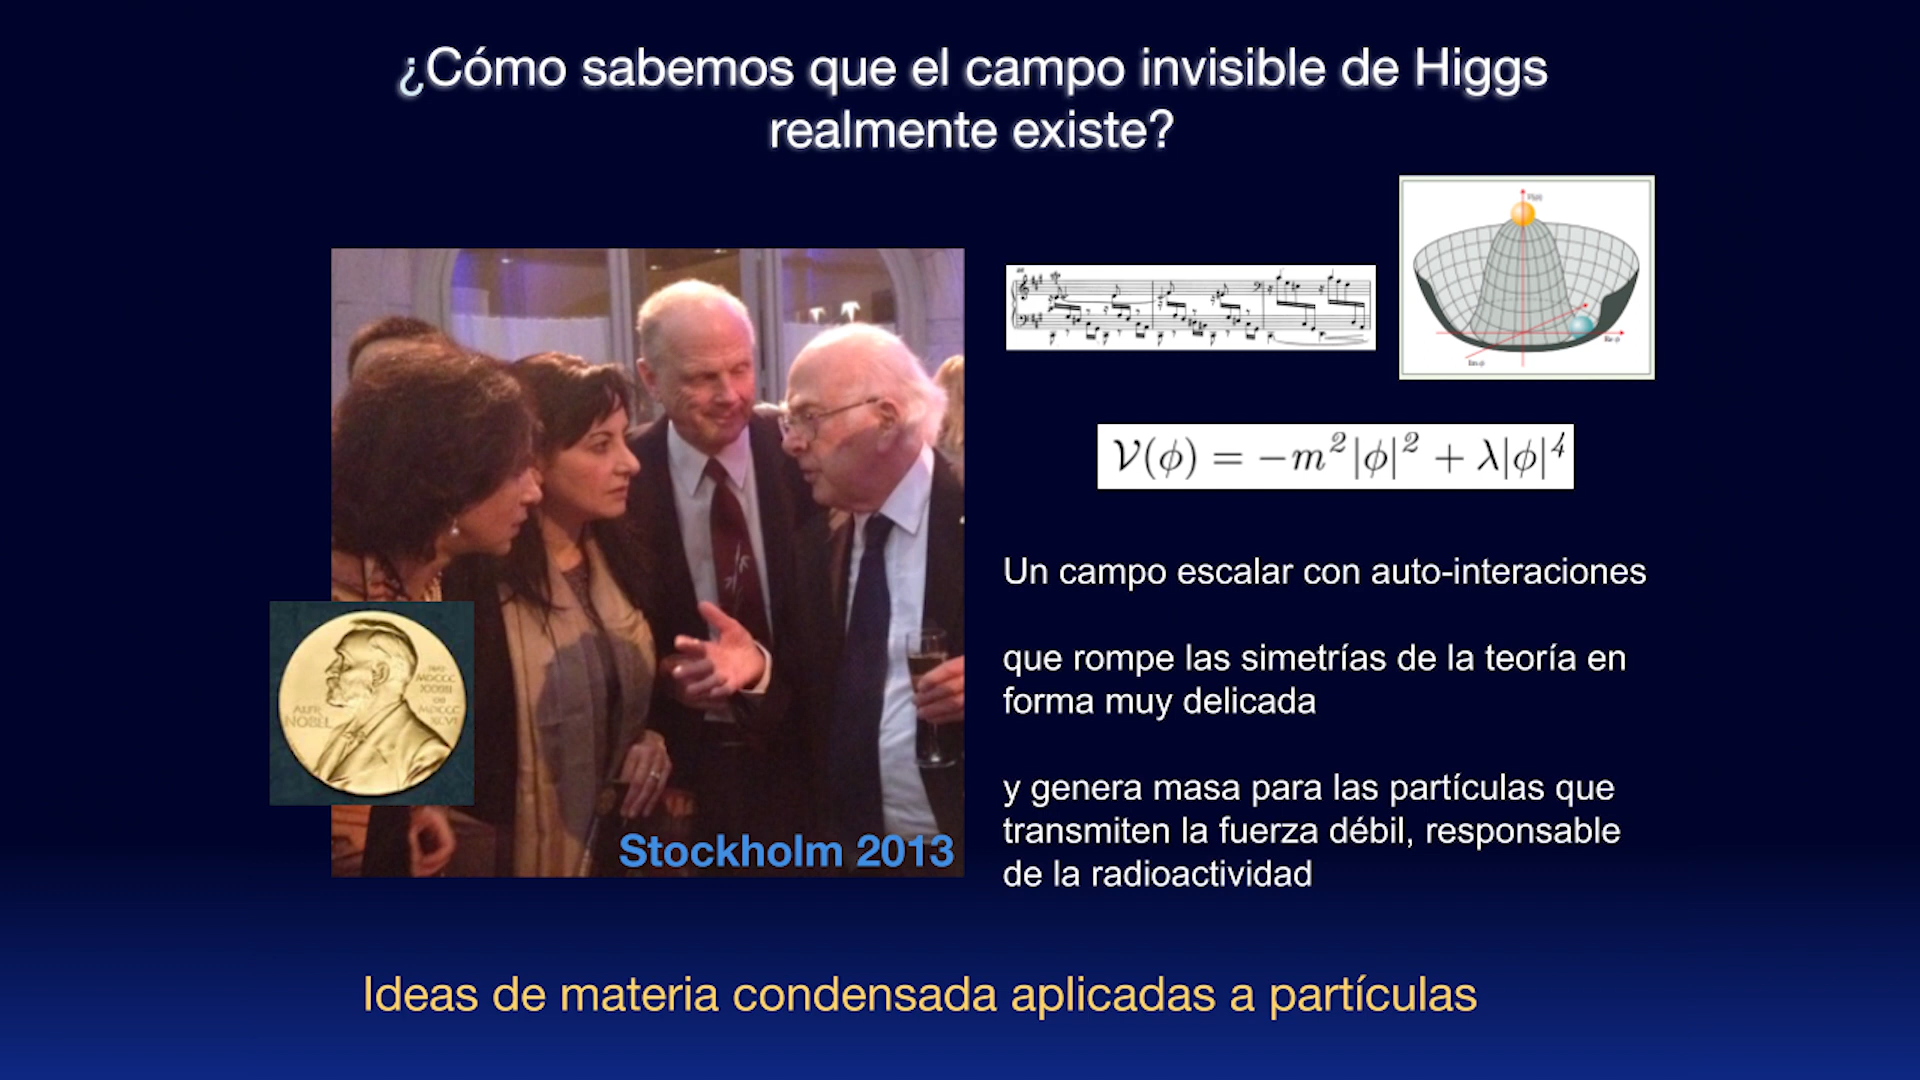 ¿Cómo sabemos que el campo invisible de Higgs
realmente existe?
V(ϕ) = −m²|ϕ|² + λ|ϕ|⁴
Un campo escalar con auto-interaciones
que rompe las simetrías de la teoría en
forma muy delicada
y genera masa para las partículas que
transmiten la fuerza débil, responsable
de la radioactividad
NOBEL
Stockholm 2013
Ideas de materia condensada aplicadas a partículas